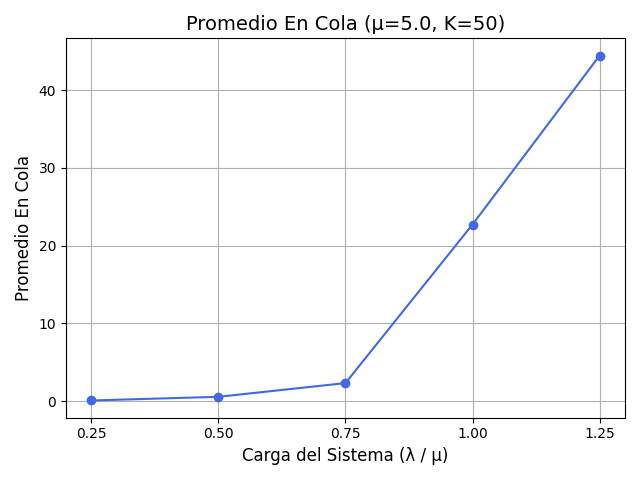 Promedio En Cola (μ=5.0, K=50)
40
30
20
10
0
Promedio En Cola
0.25 0.50 0.75 1.00 1.25
Carga del Sistema (λ / μ)